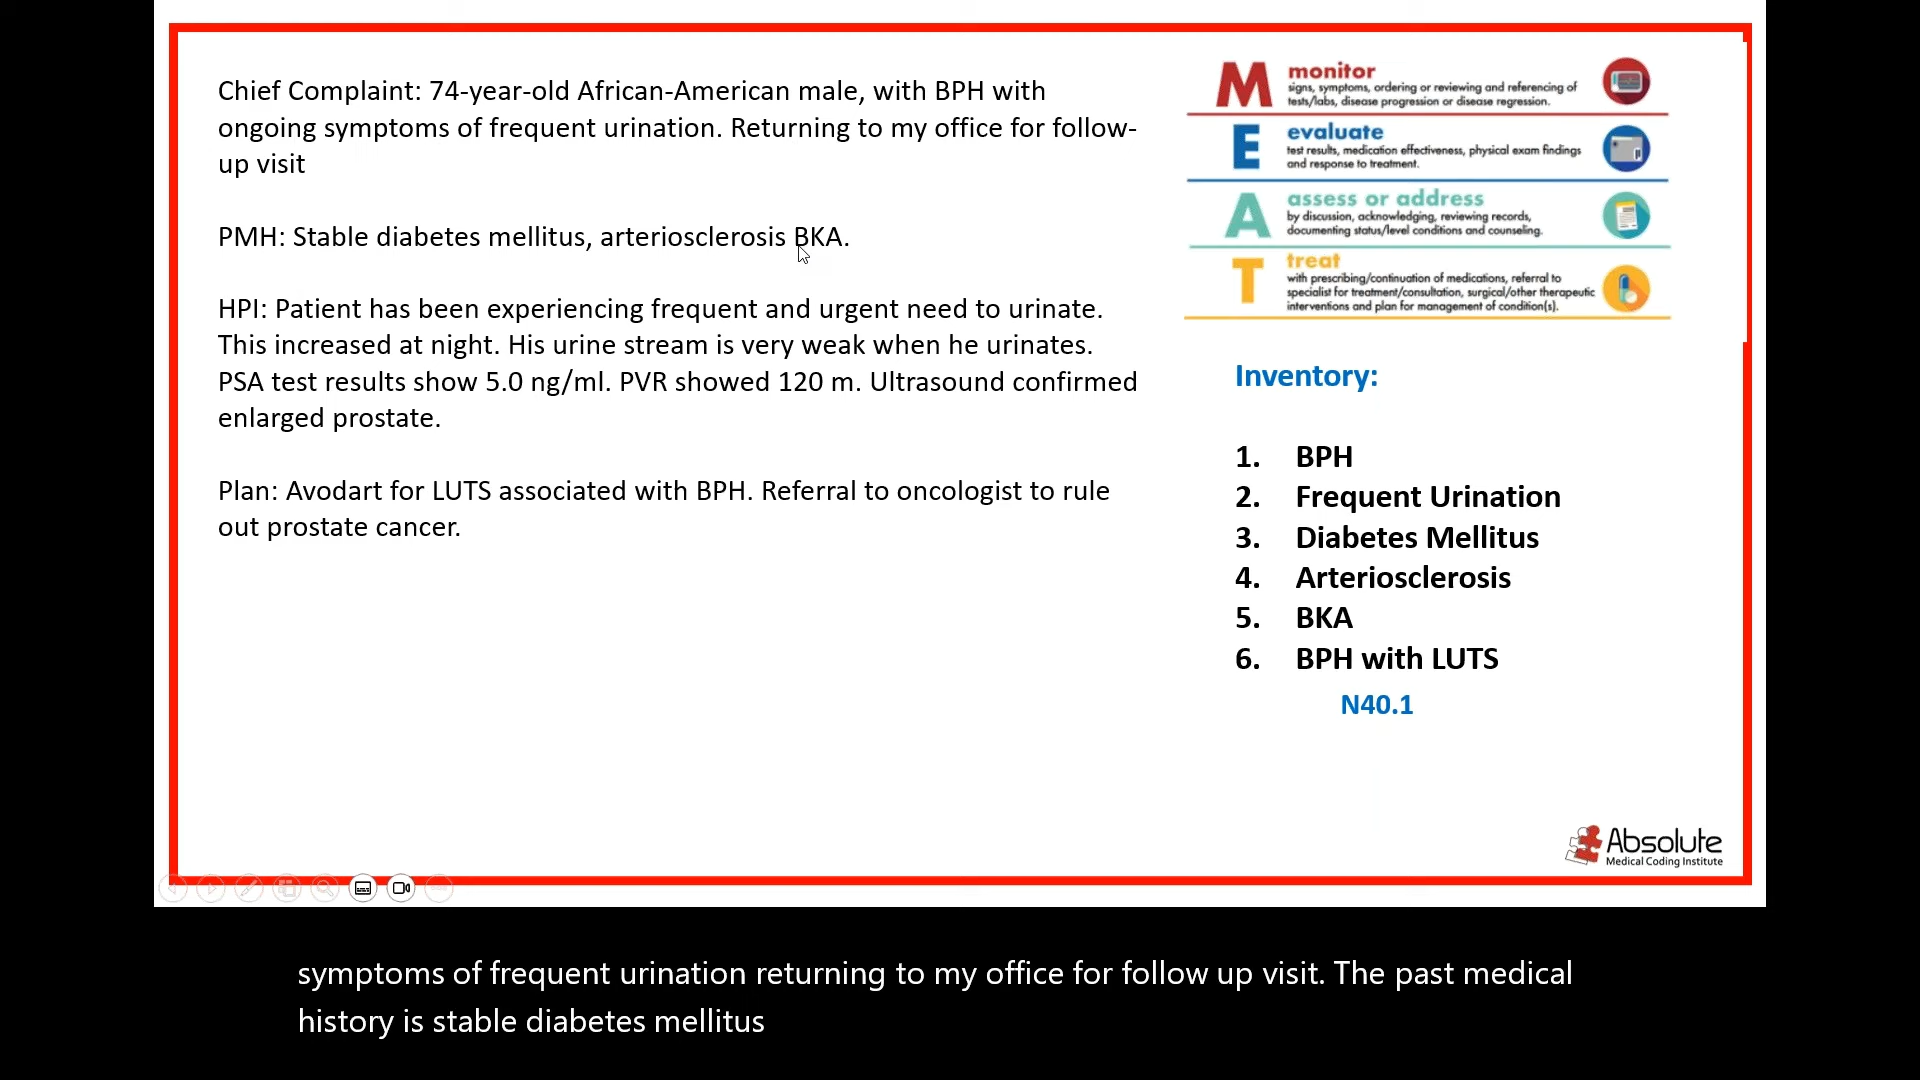 Chief Complaint: 74-year-old African-American male, with BPH with
ongoing symptoms of frequent urination. Returning to my office for follow-
up visit
PMH: Stable diabetes mellitus, arteriosclerosis BKA.
HPI: Patient has been experiencing frequent and urgent need to urinate.
This increased at night. His urine stream is very weak when he urinates.
PSA test results show 5.0 ng/ml. PVR showed 120 m. Ultrasound confirmed
enlarged prostate.
Plan: Avodart for LUTS associated with BPH. Referral to oncologist to rule
out prostate cancer.
M monitor
signs, symptoms, ordering or reviewing and referencing of
tests/labs, disease progression or disease regression.
E evaluate
test results, medication effectiveness, physical exam findings
and response to treatment.
A assess or address
by discussion, acknowledging, reviewing records,
documenting status/level conditions and counseling.
T treat
with prescribing/continuation of medications, referral to
specialist for treatment/consultation, surgical/other therapeutic
interventions and plan for management of condition(s).
Inventory:
1. BPH
2. Frequent Urination
3. Diabetes Mellitus
4. Arteriosclerosis
5. BKA
6. BPH with LUTS
N40.1
Absolute
Medical Coding Institute
symptoms of frequent urination returning to my office for follow up visit. The past medical
history is stable diabetes mellitus